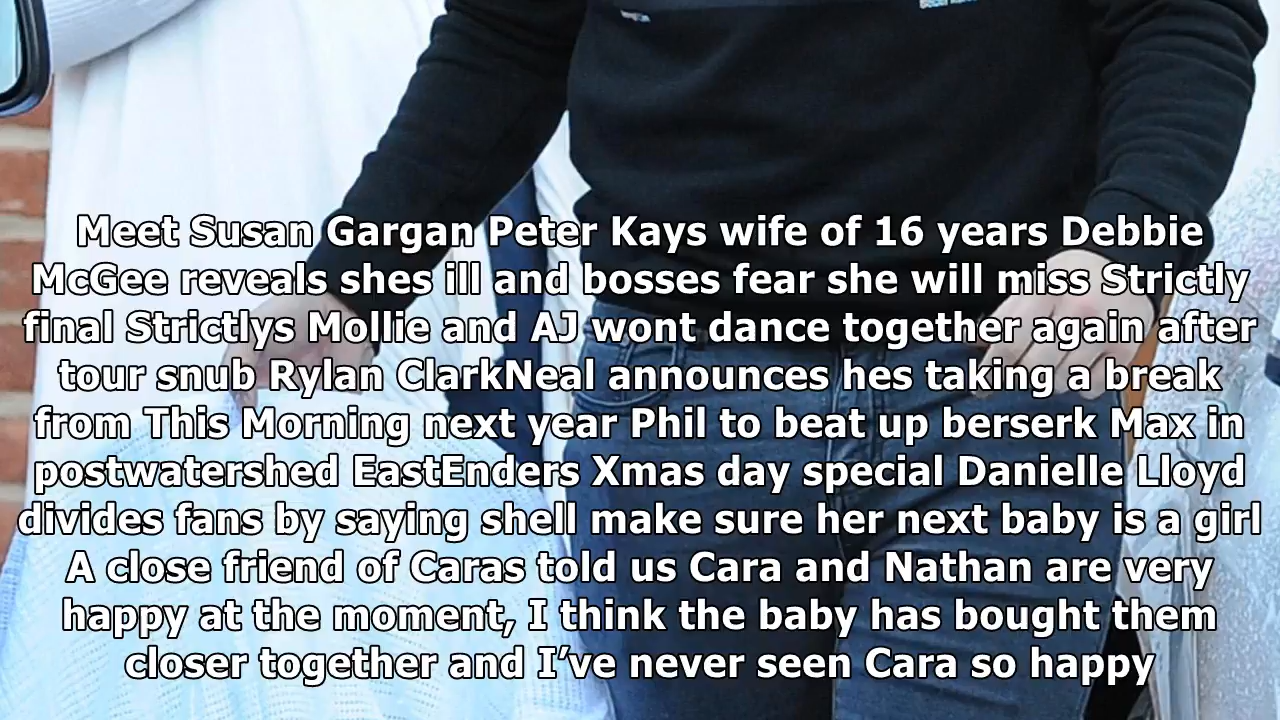 Meet Susan Gargan Peter Kays wife of 16 years Debbie
McGee reveals shes ill and bosses fear she will miss Strictly
final Strictlys Mollie and AJ wont dance together again after
tour snub Rylan ClarkNeal announces hes taking a break
from This Morning next year Phil to beat up berserk Max in
postwatershed EastEnders Xmas day special Danielle Lloyd
divides fans by saying shell make sure her next baby is a girl
A close friend of Caras told us Cara and Nathan are very
happy at the moment, I think the baby has bought them
closer together and I’ve never seen Cara so happy